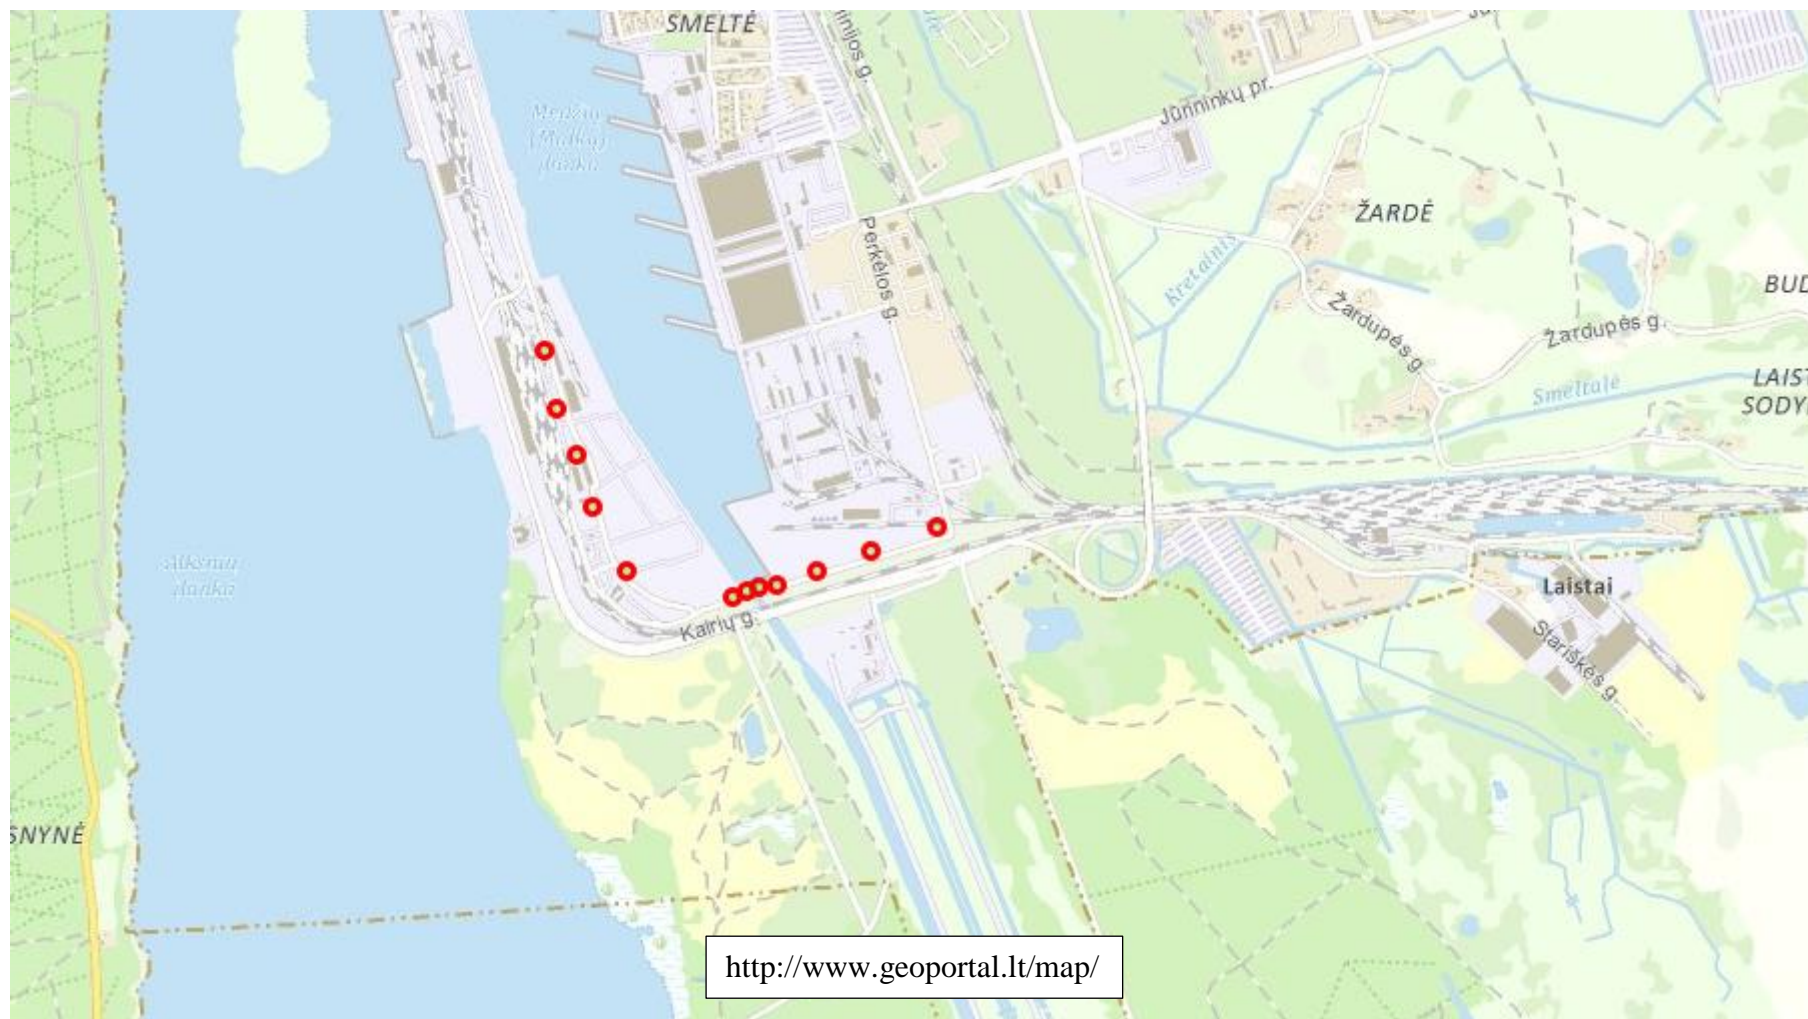 SMELTĖ
Jūrininkų pr.
ŽARDĖ
Perkėlos g.
Kretainis
BUD
Žardupės g.
Žardupės g.
LAIST
SODY
Smeltalė
Laistai
Kairių g.
Stariškės g.
SNYNĖ
http://www.geoportal.lt/map/